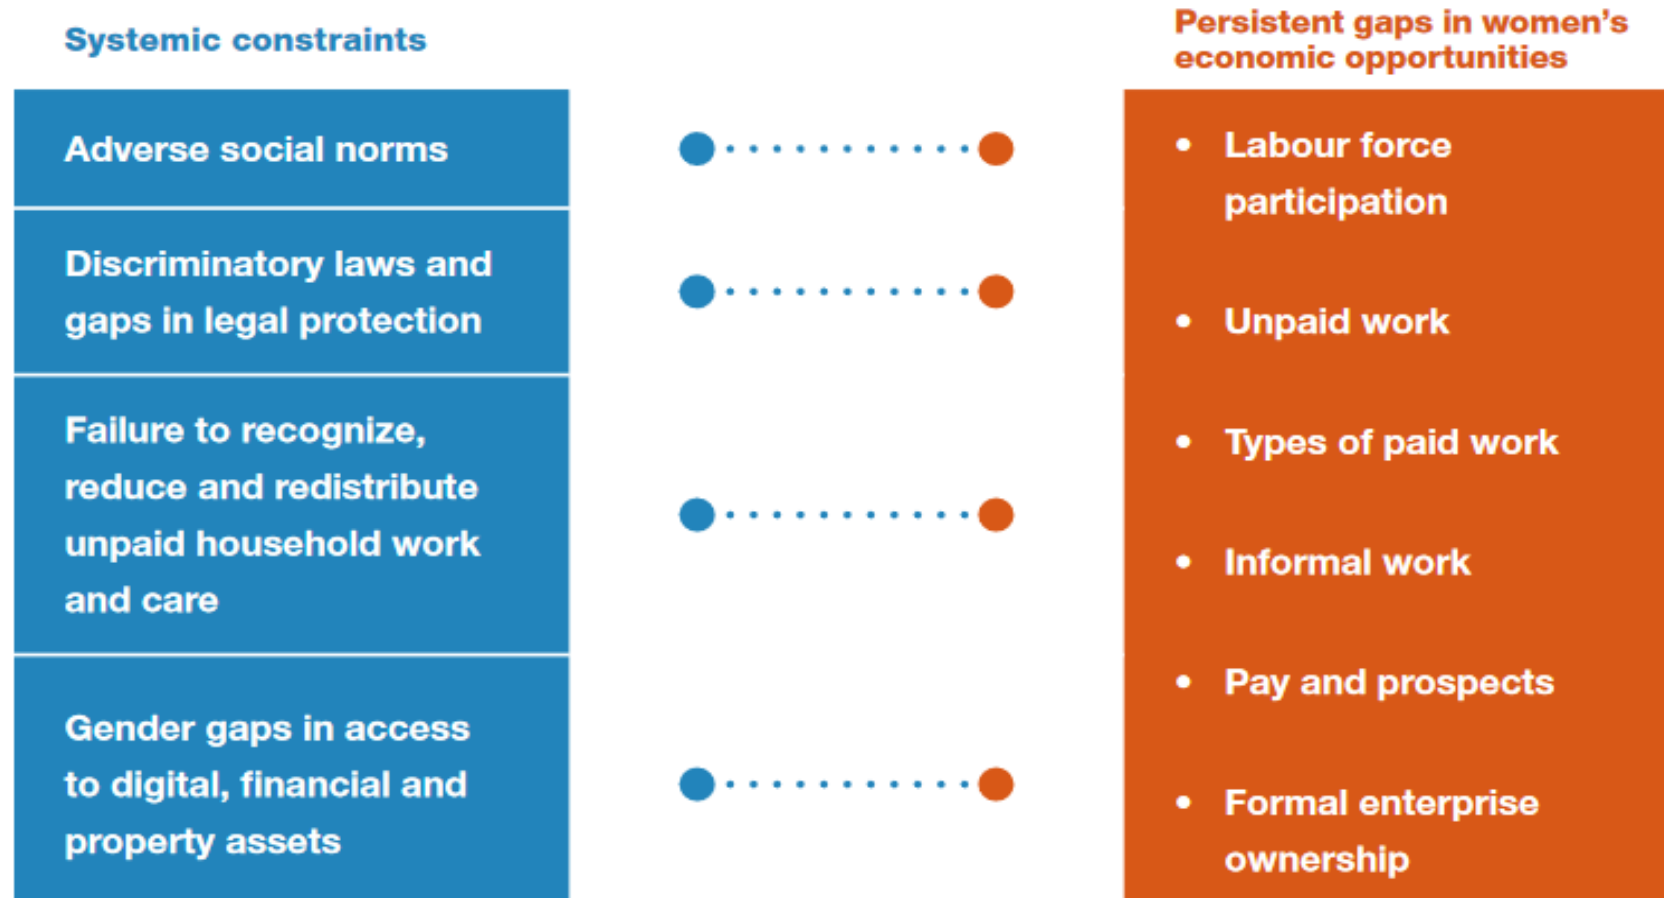 Systemic constraints
Adverse social norms
Discriminatory laws and
gaps in legal protection
Failure to recognize,
reduce and redistribute
unpaid household work
and care
Gender gaps in access
to digital, financial and
property assets
Persistent gaps in women’s
economic opportunities
• Labour force
participation
• Unpaid work
• Types of paid work
• Informal work
• Pay and prospects
• Formal enterprise
ownership